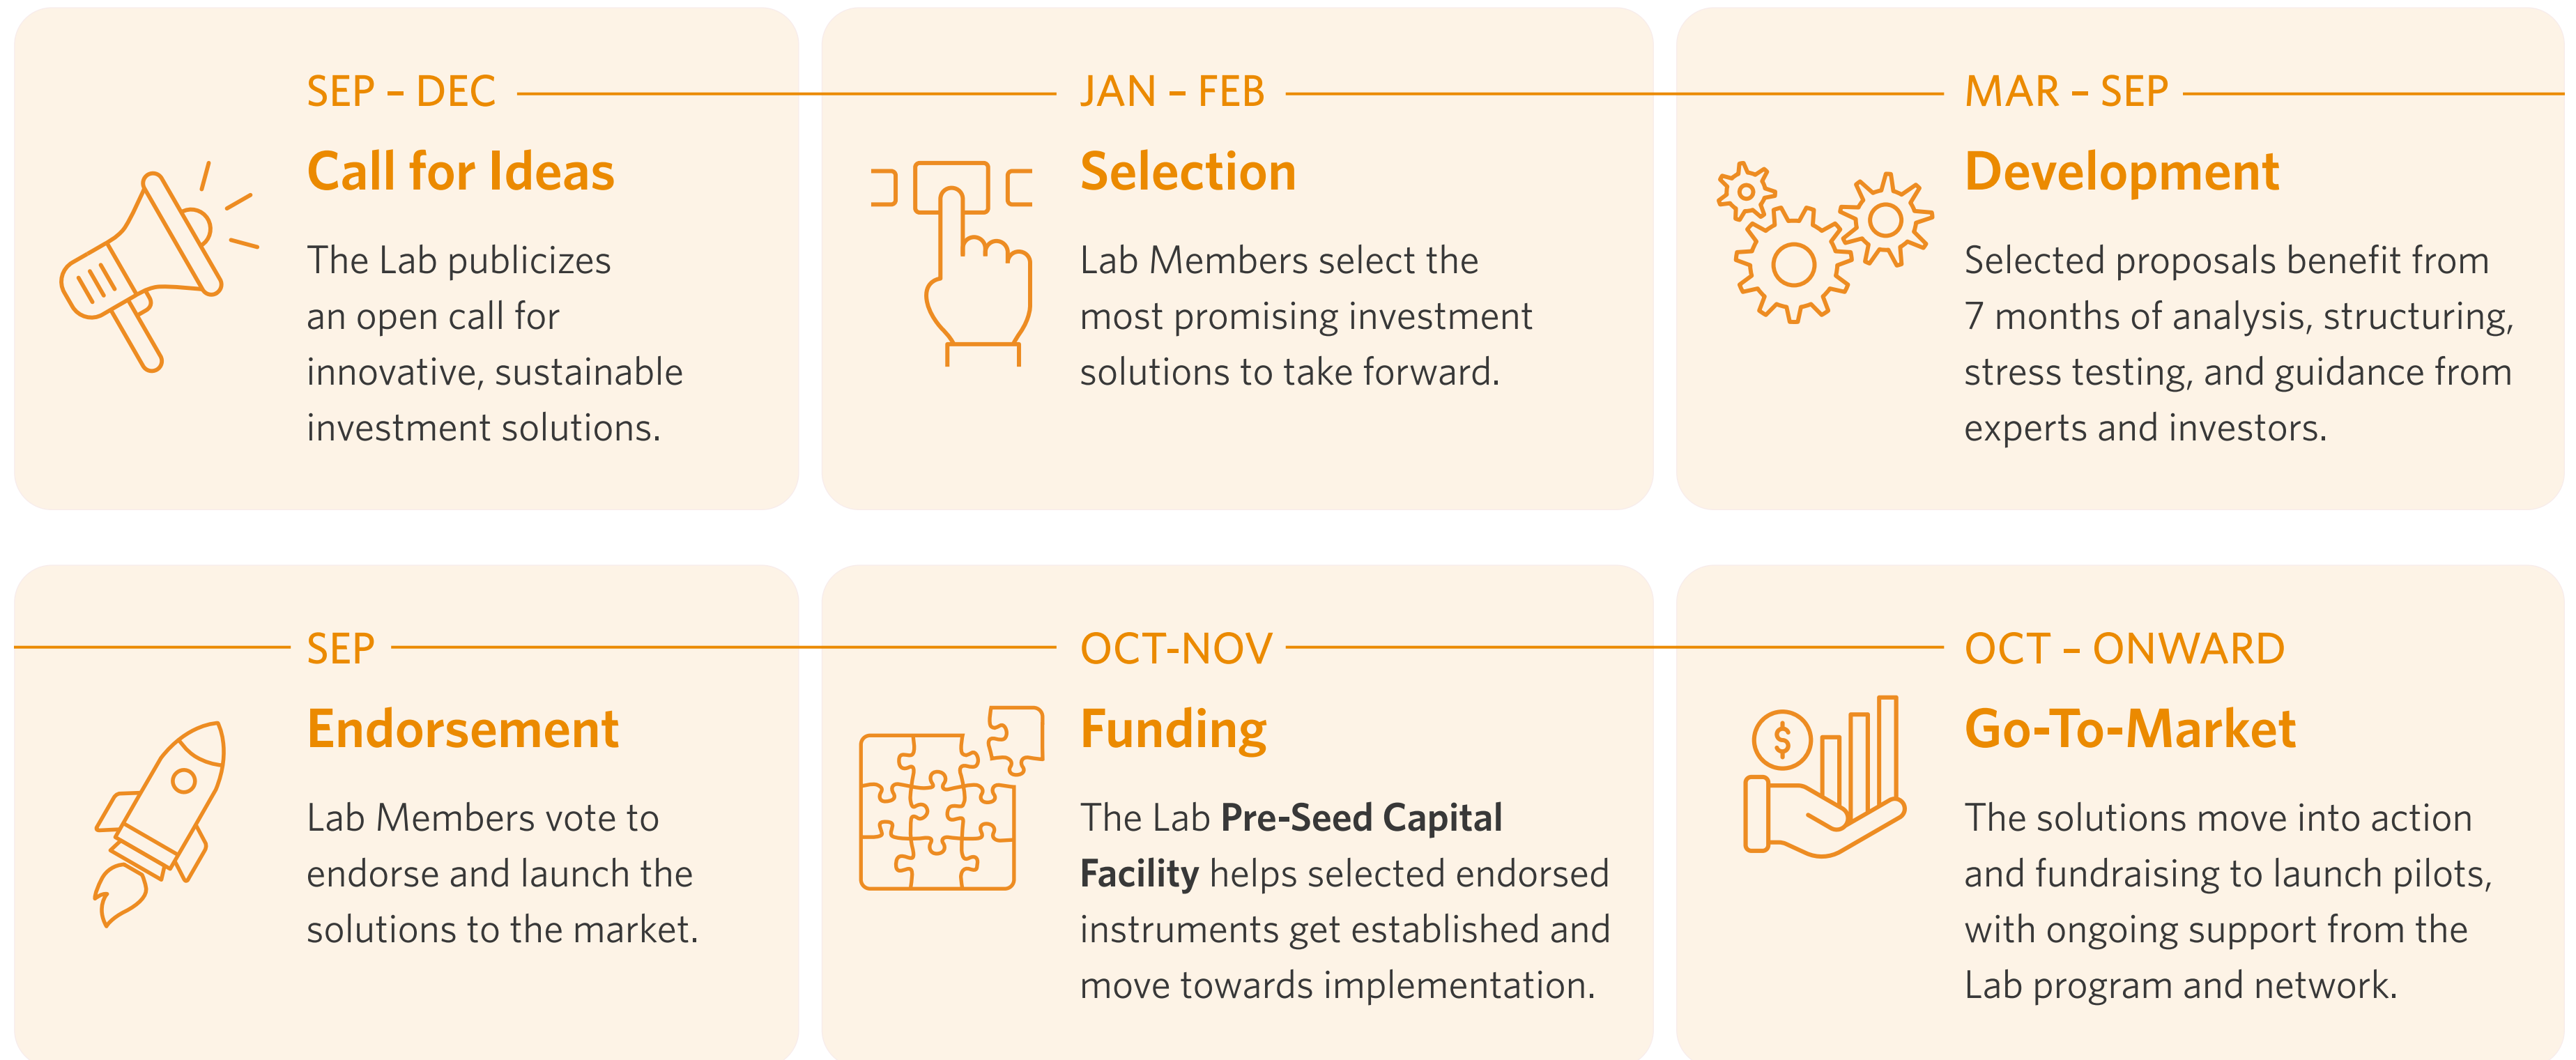 SEP – DEC
Call for Ideas
The Lab publicizes
an open call for
innovative, sustainable
investment solutions.
JAN – FEB
Selection
Lab Members select the
most promising investment
solutions to take forward.
MAR – SEP
Development
Selected proposals benefit from
7 months of analysis, structuring,
stress testing, and guidance from
experts and investors.
SEP
Endorsement
Lab Members vote to
endorse and launch the
solutions to the market.
OCT-NOV
Funding
The Lab Pre-Seed Capital
Facility helps selected endorsed
instruments get established and
move towards implementation.
$
OCT – ONWARD
Go-To-Market
The solutions move into action
and fundraising to launch pilots,
with ongoing support from the
Lab program and network.